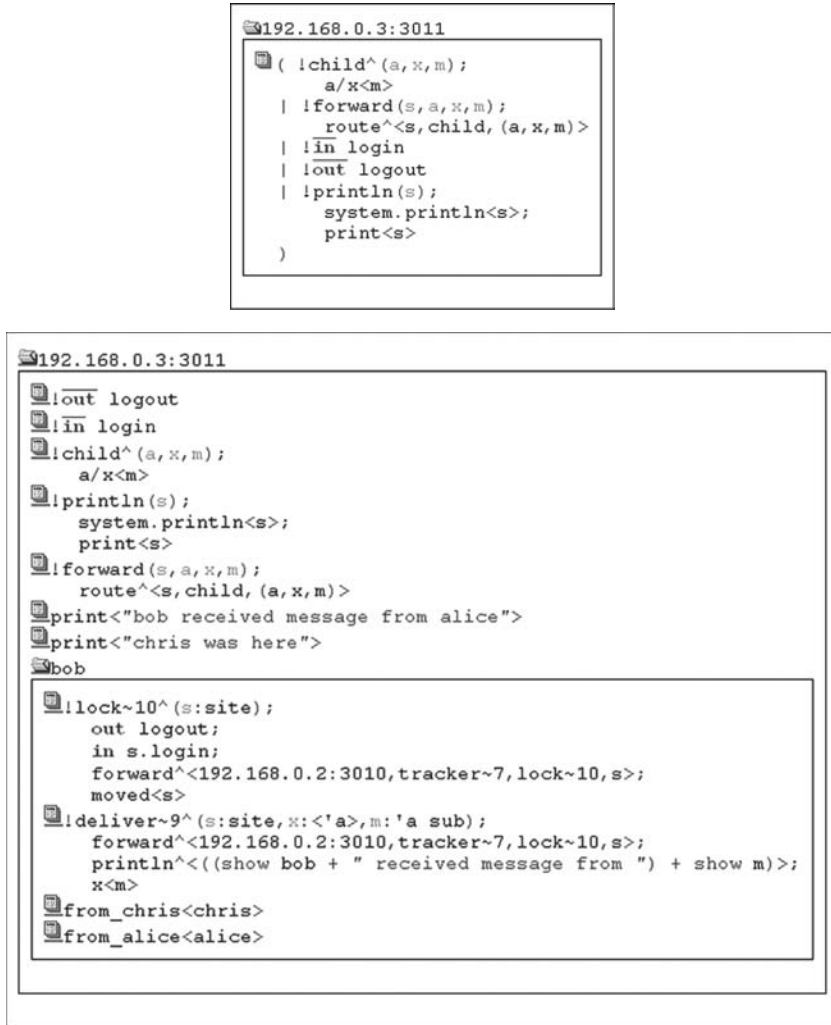 192.168.0.3:3011
( !child^(a,x,m);
a/x<m>
| !forward(s,a,x,m);
route^<s,child,(a,x,m)>
| !i̅n̅ login
| !o̅u̅t̅ logout
| !println(s);
system.println<s>;
print<s>
)
192.168.0.3:3011
!o̅u̅t̅ logout
!i̅n̅ login
!child^(a,x,m);
a/x<m>
!println(s);
system.println<s>;
print<s>
!forward(s,a,x,m);
route^<s,child,(a,x,m)>
print<"bob received message from alice">
print<"chris was here">
bob
!lock~10^(s:site);
out logout;
in s.login;
forward^<192.168.0.2:3010,tracker~7,lock~10,s>;
moved<s>
!deliver~9^(s:site,x:<'a>,m:'a sub);
forward^<192.168.0.2:3010,tracker~7,lock~10,s>;
println^<((show bob + " received message from ") + show m)>;
x<m>
from_chris<chris>
from_alice<alice>